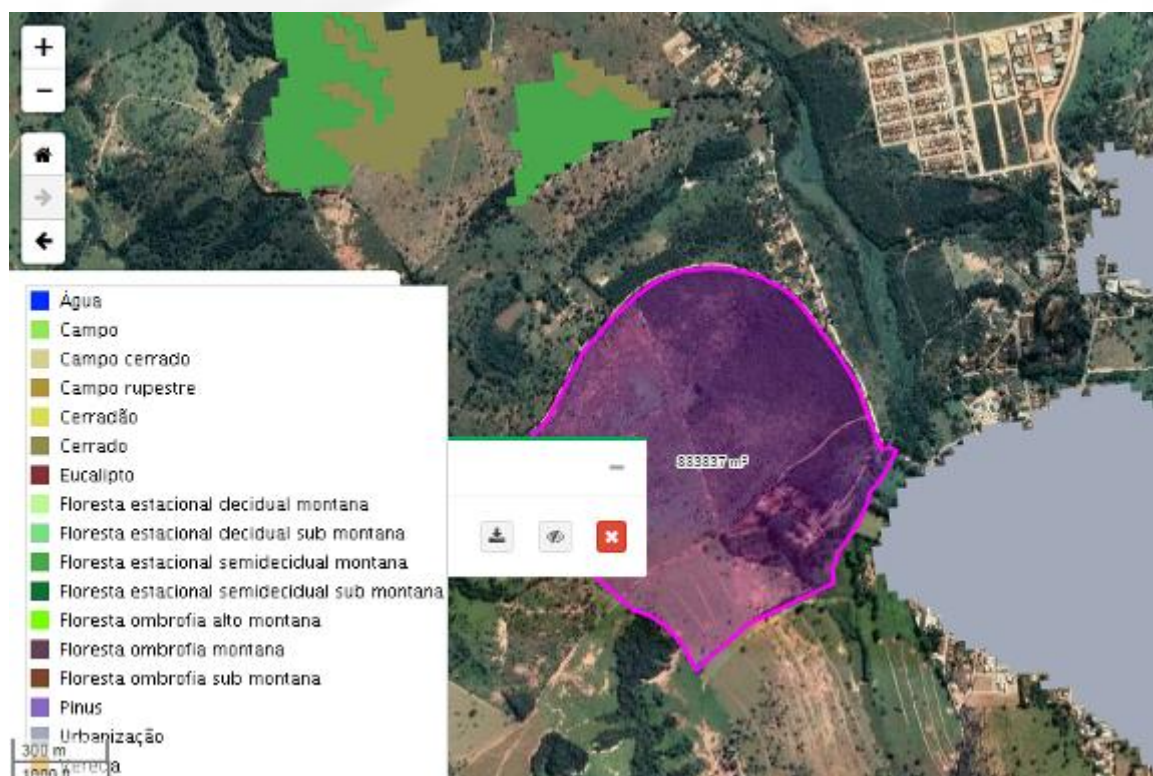 +
−
Água
Campo
Campo cerrado
Campo rupestre
Cerradão
Cerrado
Eucalipto
Floresta estacional decidual montana
Floresta estacional decidual sub montana
Floresta estacional semidecidual montana
Floresta estacional semidecidual sub montana
Floresta ombrofia alto montana
Floresta ombrofia montana
Floresta ombrofia sub montana
Pinus
Urbanização
300 m